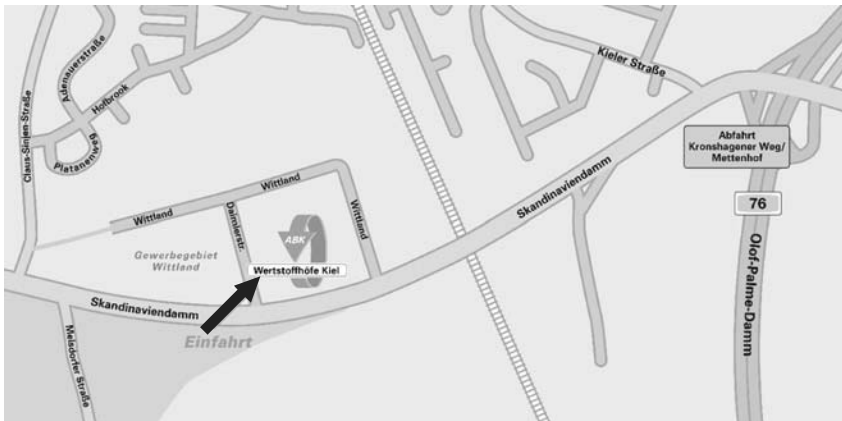 Adenauerstraße
Hofbrook
Claus-Sinjen-Straße
Platanenweg
Kieler Straße
Abfahrt
Kronshagener Weg/
Mettenhof
76
Olof-Palme-Damm
Skandinaviendamm
Wittland
Wittland
Wittland
Daimlerstr.
ABK
Wertstoffhöfe Kiel
Gewerbegebiet
Wittland
Skandinaviendamm
Einfahrt
Melsdorfer Straße